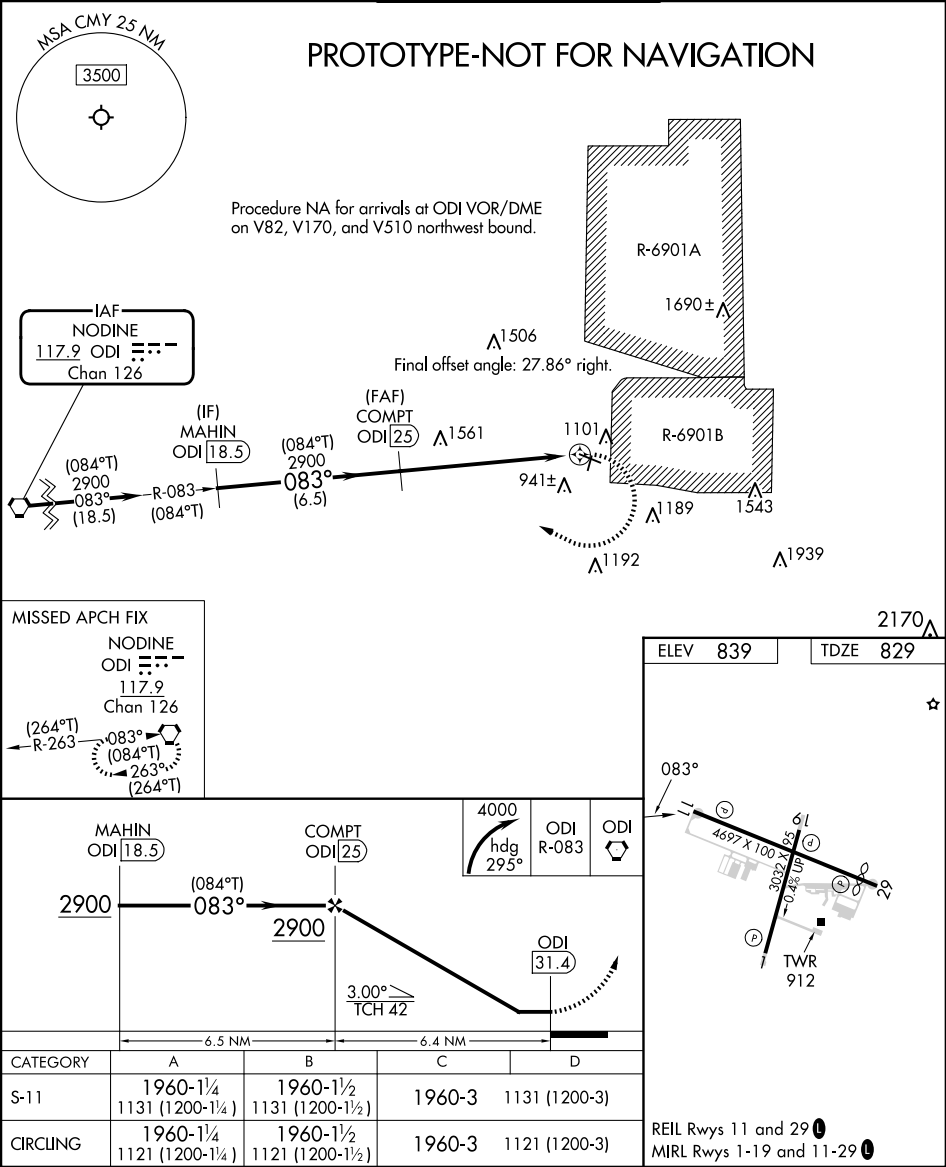 MSA CMY 25 NM
3500
PROTOTYPE-NOT FOR NAVIGATION
Procedure NA for arrivals at ODI VOR/DME
on V82, V170, and V510 northwest bound.
R-6901A
1690±
IAF
NODINE
117.9 ODI
Chan 126
1506
Final offset angle: 27.86° right.
(IF)
MAHIN
ODI 18.5
(FAF)
COMPT
ODI 25
1561
1101
R-6901B
(084°T)
2900
083°
(18.5)
R-083
(084°T)
(084°T)
2900
083°
(6.5)
941±
1189
1543
1192
1939
2170
MISSED APCH FIX
NODINE
ODI
117.9
Chan 126
(264°T)
R-263
083°
(084°T)
263°
(264°T)
ELEV 839
TDZE 829
083°
11
4697 X 100
P
19
P
3032 X 95
0.4% UP
P
29
P
1
TWR
912
REIL Rwys 11 and 29 L
MIRL Rwys 1-19 and 11-29 L
MAHIN
ODI 18.5
COMPT
ODI 25
4000
hdg
295°
ODI
R-083
ODI
2900
(084°T)
083°
2900
ODI
31.4
3.00°
TCH 42
6.5 NM
6.4 NM
CATEGORY A B C D
S-11
1960-1¼
1131 (1200-1¼)
1960-1½
1131 (1200-1½)
1960-3 1131 (1200-3)
CIRCLING
1960-1¼
1121 (1200-1¼)
1960-1½
1121 (1200-1½)
1960-3 1121 (1200-3)